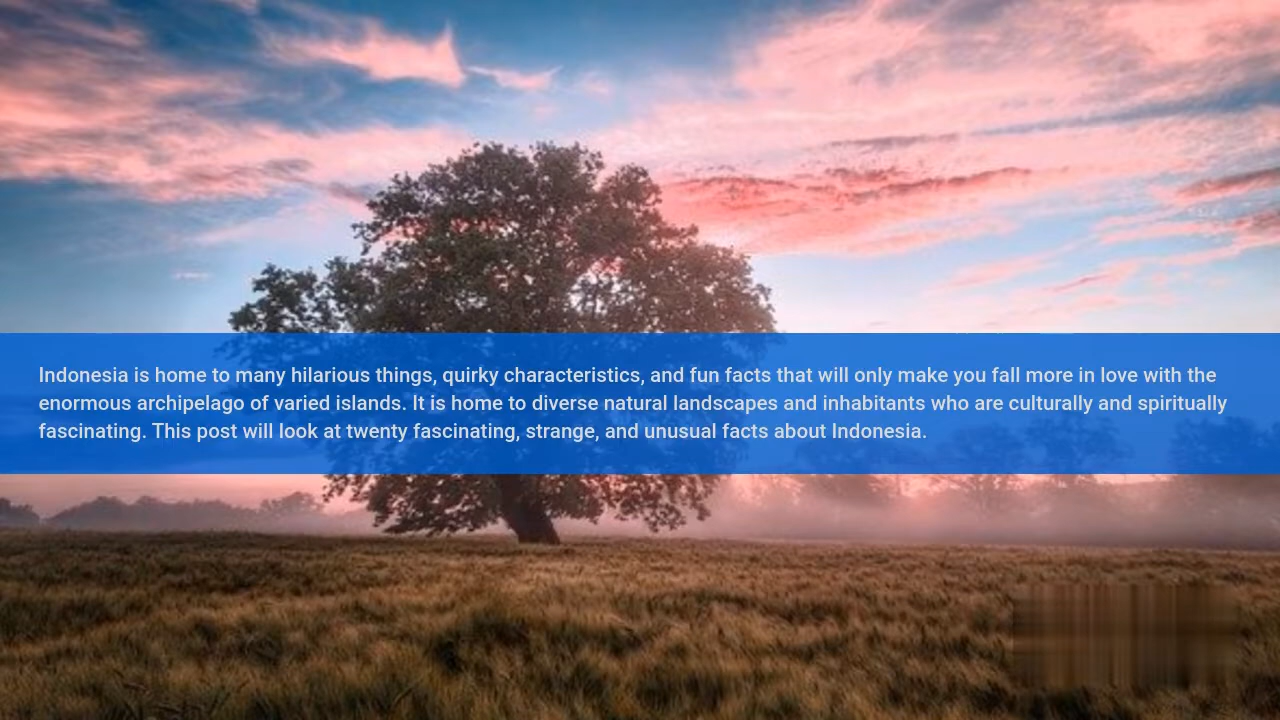 Indonesia is home to many hilarious things, quirky characteristics, and fun facts that will only make you fall more in love with the
enormous archipelago of varied islands. It is home to diverse natural landscapes and inhabitants who are culturally and spiritually
fascinating. This post will look at twenty fascinating, strange, and unusual facts about Indonesia.